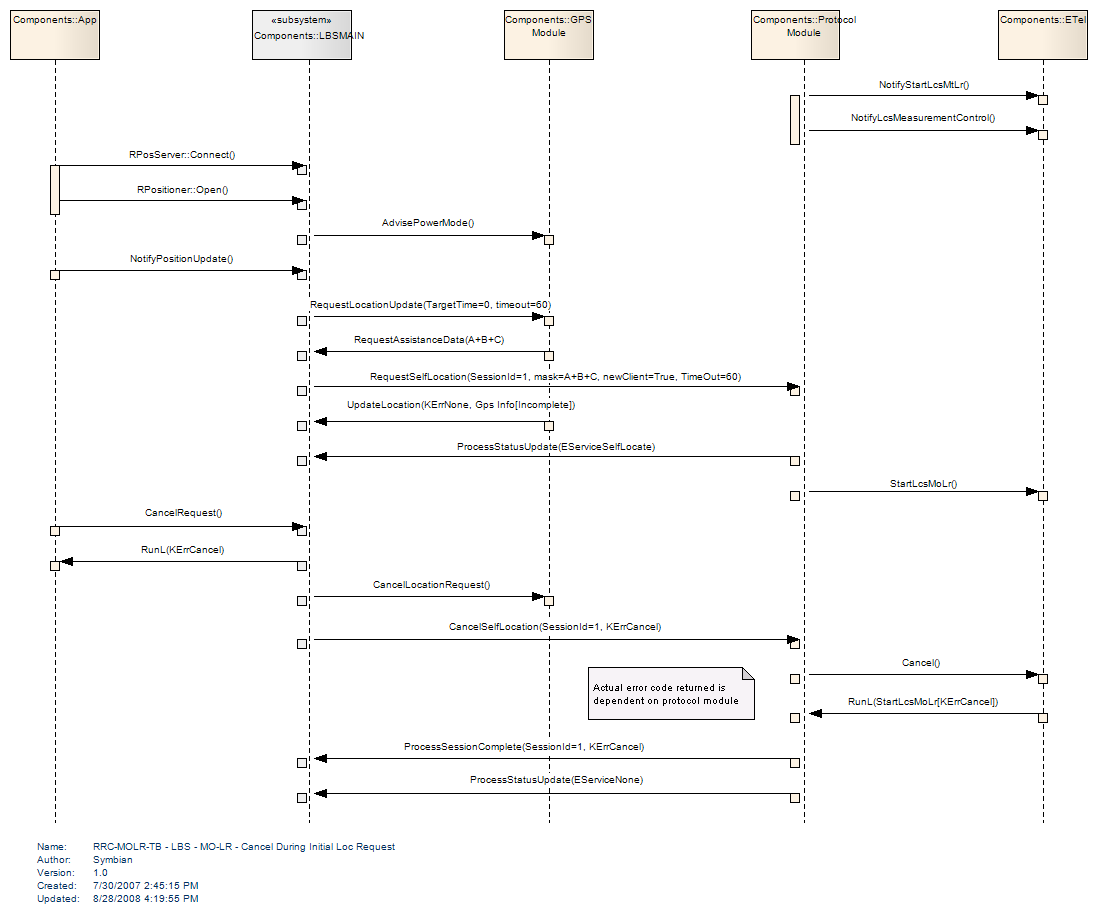 Components::App
«subsystem»
Components::LBSMAIN
Components::GPS
Module
Components::Protocol
Module
Components::ETel
NotifyStartLcsMtLr()
NotifyLcsMeasurementControl()
RPosServer::Connect()
RPositioner::Open()
AdvisePowerMode()
NotifyPositionUpdate()
RequestLocationUpdate(TargetTime=0, timeout=60)
RequestAssistanceData(A+B+C)
RequestSelfLocation(SessionId=1, mask=A+B+C, newClient=True, TimeOut=60)
UpdateLocation(KErrNone, Gps Info[Incomplete])
ProcessStatusUpdate(EServiceSelfLocate)
StartLcsMoLr()
CancelRequest()
RunL(KErrCancel)
CancelLocationRequest()
CancelSelfLocation(SessionId=1, KErrCancel)
Cancel()
Actual error code returned is
dependent on protocol module
RunL(StartLcsMoLr[KErrCancel])
ProcessSessionComplete(SessionId=1, KErrCancel)
ProcessStatusUpdate(EServiceNone)
Name: RRC-MOLR-TB - LBS - MO-LR - Cancel During Initial Loc Request
Author: Symbian
Version: 1.0
Created: 7/30/2007 2:45:15 PM
Updated: 8/28/2008 4:19:55 PM